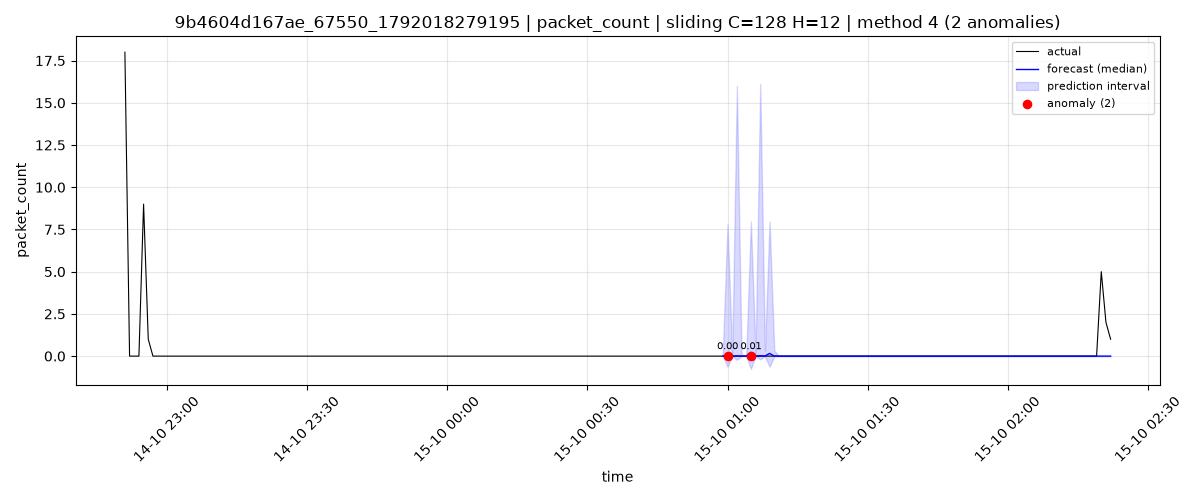 9b4604d167ae_67550_1792018279195 | packet_count | sliding C=128 H=12 | method 4 (2 anomalies)
packet_count
17.5
15.0
12.5
10.0
7.5
5.0
2.5
0.0
actual
forecast (median)
prediction interval
anomaly (2)
0.00
0.01
14-10 23:00
14-10 23:30
15-10 00:00
15-10 00:30
15-10 01:00
15-10 01:30
15-10 02:00
15-10 02:30
time